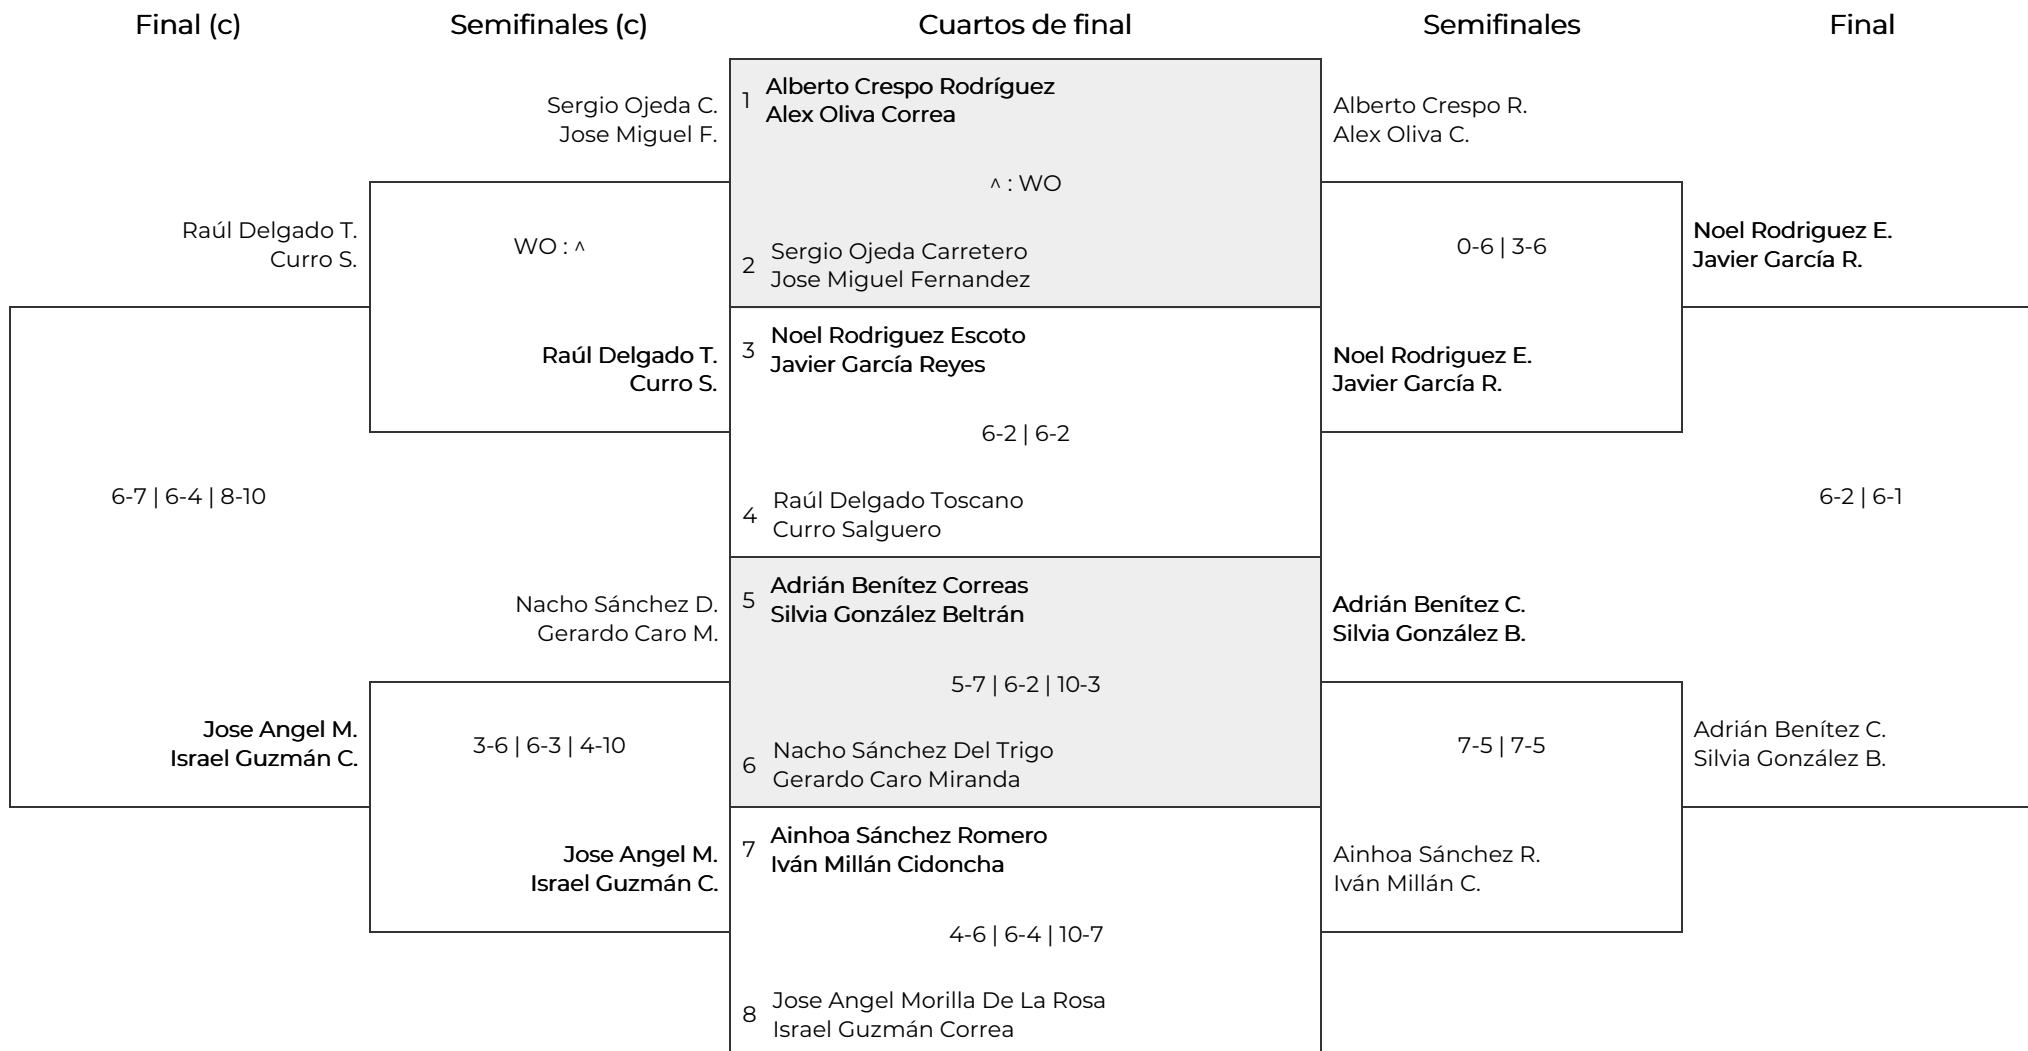 Final (c)
Semifinales (c)
Cuartos de final
Semifinales
Final
Raúl Delgado T.
Curro S.
6-7 | 6-4 | 8-10
Jose Angel M.
Israel Guzmán C.
Sergio Ojeda C.
Jose Miguel F.
WO : ^
Raúl Delgado T.
Curro S.
Nacho Sánchez D.
Gerardo Caro M.
3-6 | 6-3 | 4-10
Jose Angel M.
Israel Guzmán C.
1 Alberto Crespo Rodríguez
Alex Oliva Correa
^ : WO
2 Sergio Ojeda Carretero
Jose Miguel Fernandez
3 Noel Rodriguez Escoto
Javier García Reyes
6-2 | 6-2
4 Raúl Delgado Toscano
Curro Salguero
5 Adrián Benítez Correas
Silvia González Beltrán
5-7 | 6-2 | 10-3
6 Nacho Sánchez Del Trigo
Gerardo Caro Miranda
7 Ainhoa Sánchez Romero
Iván Millán Cidoncha
4-6 | 6-4 | 10-7
8 Jose Angel Morilla De La Rosa
Israel Guzmán Correa
Alberto Crespo R.
Alex Oliva C.
0-6 | 3-6
Noel Rodriguez E.
Javier García R.
Adrián Benítez C.
Silvia González B.
7-5 | 7-5
Ainhoa Sánchez R.
Iván Millán C.
Noel Rodriguez E.
Javier García R.
6-2 | 6-1
Adrián Benítez C.
Silvia González B.